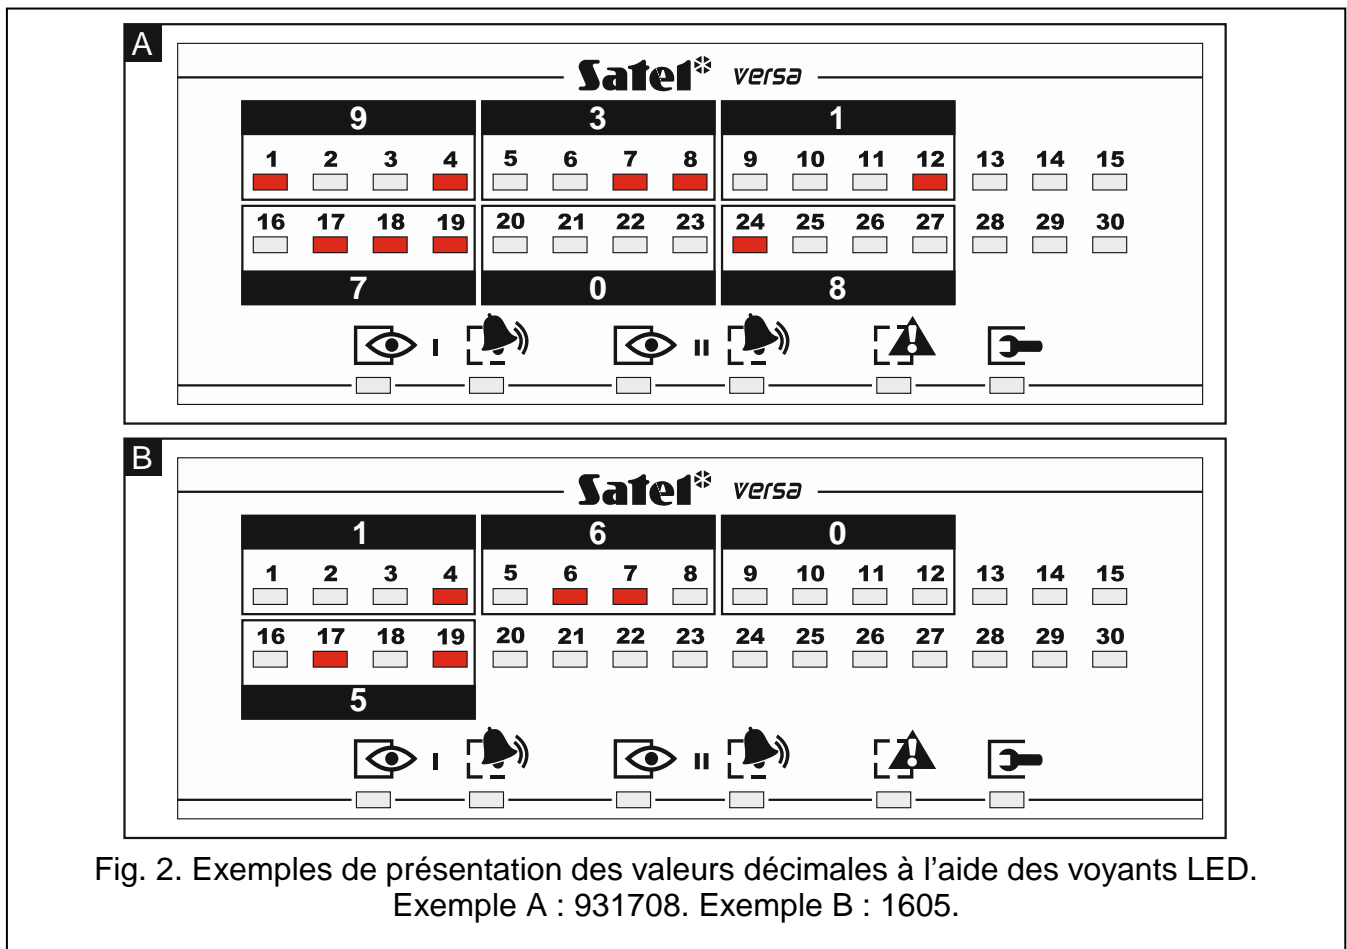 A
Satel versa
9 3 1
1 2 3 4 5 6 7 8 9 10 11 12 13 14 15
16 17 18 19 20 21 22 23 24 25 26 27 28 29 30
7 0 8
I II
B
Satel versa
1 6 0
1 2 3 4 5 6 7 8 9 10 11 12 13 14 15
16 17 18 19 20 21 22 23 24 25 26 27 28 29 30
5
I II
Fig. 2. Exemples de présentation des valeurs décimales à l’aide des voyants LED.
Exemple A : 931708. Exemple B : 1605.